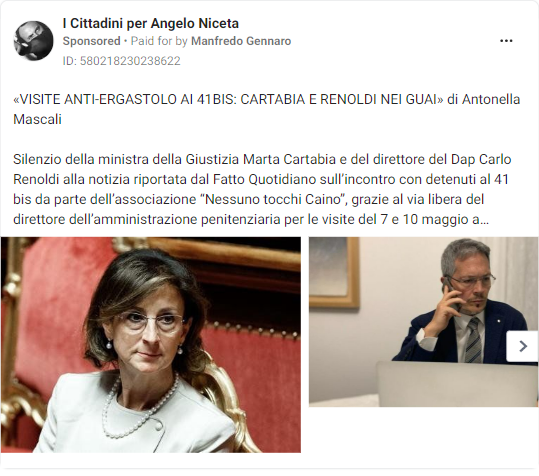 I Cittadini per Angelo Niceta
Sponsored • Paid for by Manfredo Gennaro
ID: 580218230238622
«VISITE ANTI-ERGASTOLO AI 41BIS: CARTABIA E RENOLDI NEI GUAI» di Antonella
Mascali
Silenzio della ministra della Giustizia Marta Cartabia e del direttore del Dap Carlo
Renoldi alla notizia riportata dal Fatto Quotidiano sull’incontro con detenuti al 41
bis da parte dell’associazione “Nessuno tocchi Caino”, grazie al via libera del
direttore dell’amministrazione penitenziaria per le visite del 7 e 10 maggio a…